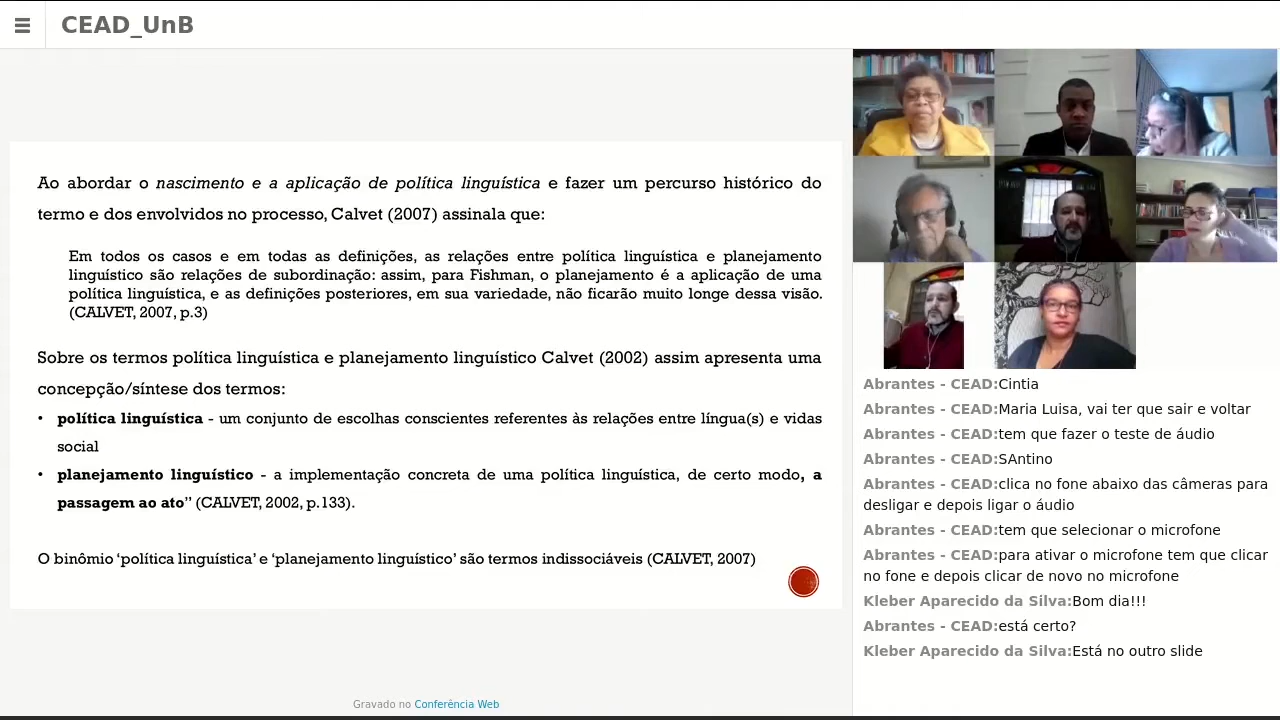 CEAD_UnB
Ao abordar o nascimento e a aplicação de política linguística e fazer um percurso histórico do
termo e dos envolvidos no processo, Calvet (2007) assinala que:
Em todos os casos e em todas as definições, as relações entre política linguística e planejamento
linguístico são relações de subordinação: assim, para Fishman, o planejamento é a aplicação de uma
política linguística, e as definições posteriores, em sua variedade, não ficarão muito longe dessa visão.
(CALVET, 2007, p.3)
Sobre os termos política linguística e planejamento linguístico Calvet (2002) assim apresenta uma
concepção/síntese dos termos:
• política linguística - um conjunto de escolhas conscientes referentes às relações entre língua(s) e vidas
social
• planejamento linguístico - a implementação concreta de uma política linguística, de certo modo, a
passagem ao ato” (CALVET, 2002, p.133).
O binômio ‘política linguística’ e ‘planejamento linguístico’ são termos indissociáveis (CALVET, 2007)
Gravado no Conferência Web
Abrantes - CEAD:Cintia
Abrantes - CEAD:Maria Luisa, vai ter que sair e voltar
Abrantes - CEAD:tem que fazer o teste de áudio
Abrantes - CEAD:SAntino
Abrantes - CEAD:clica no fone abaixo das câmeras para
desligar e depois ligar o áudio
Abrantes - CEAD:tem que selecionar o microfone
Abrantes - CEAD:para ativar o microfone tem que clicar
no fone e depois clicar de novo no microfone
Kleber Aparecido da Silva:Bom dia!!!
Abrantes - CEAD:está certo?
Kleber Aparecido da Silva:Está no outro slide